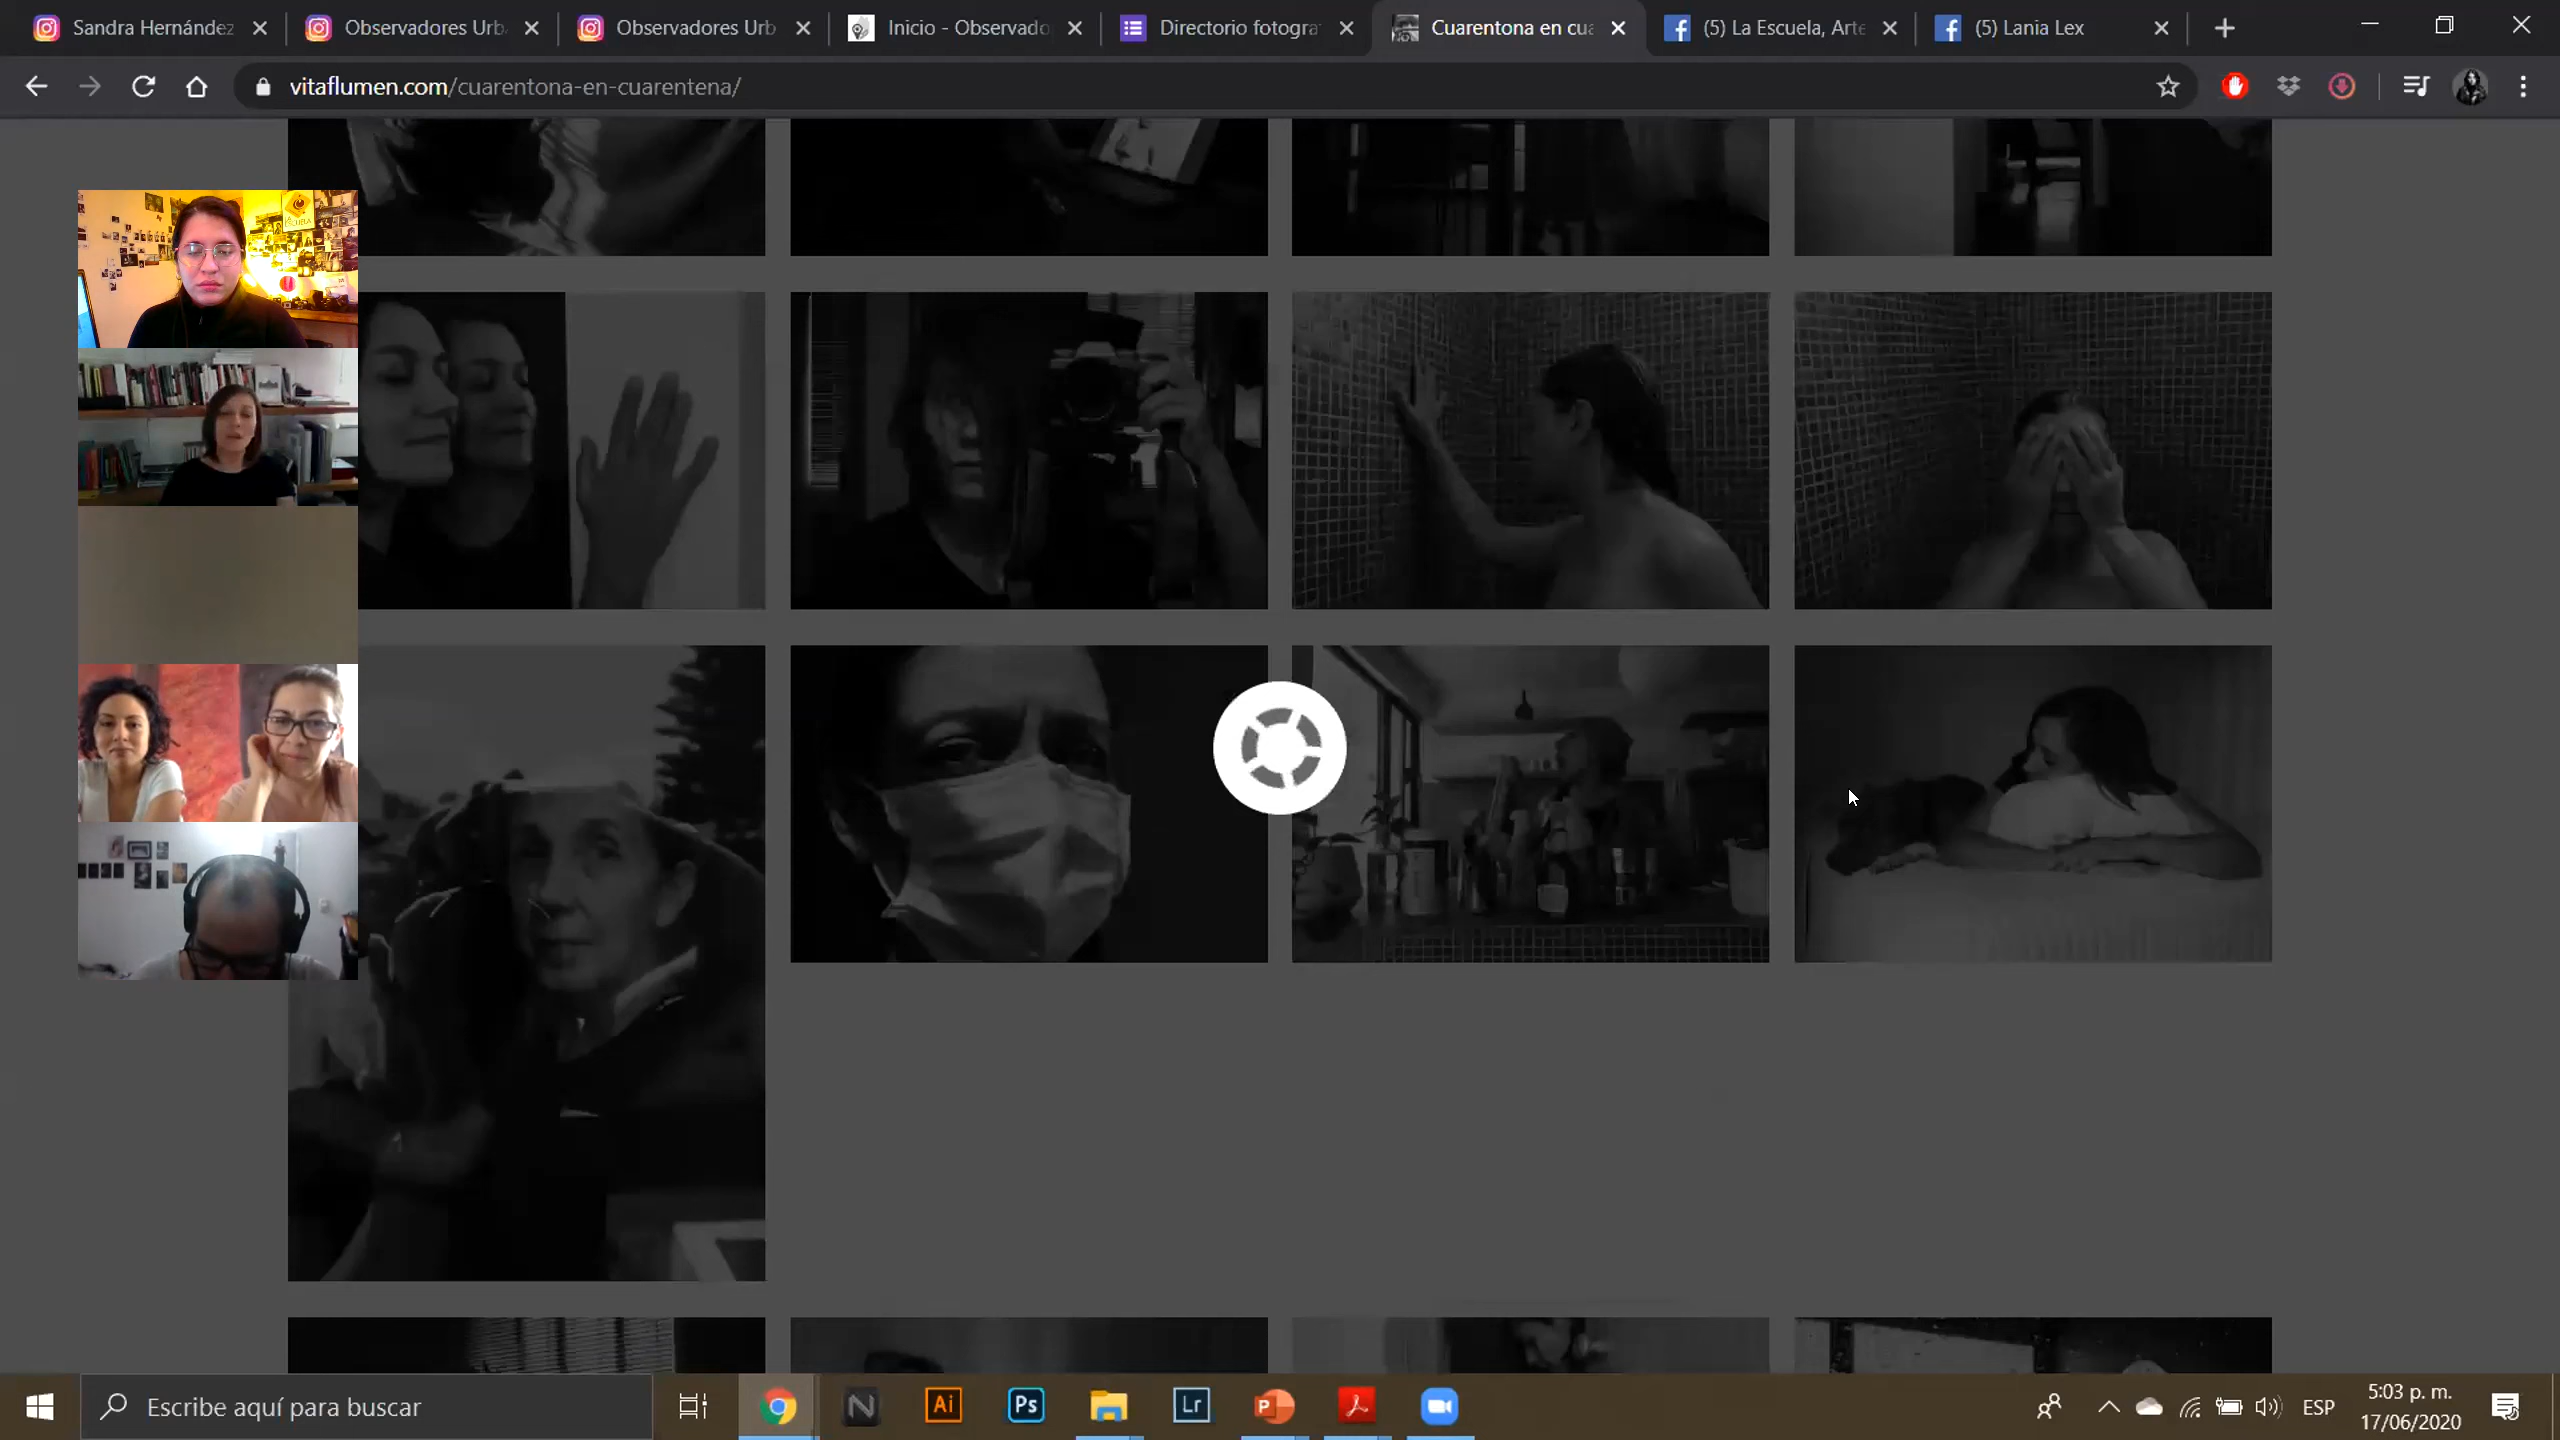 Sandra Hernández
Observadores Urb
Observadores Urb
Inicio - Observado
Directorio fotogra
Cuarentona en cua
(5) La Escuela, Arte
(5) Lania Lex
vitaflumen.com/cuarentona-en-cuarentena/
Escribe aquí para buscar
N
Ai
Ps
Lr
P
ESP
5:03 p. m.
17/06/2020